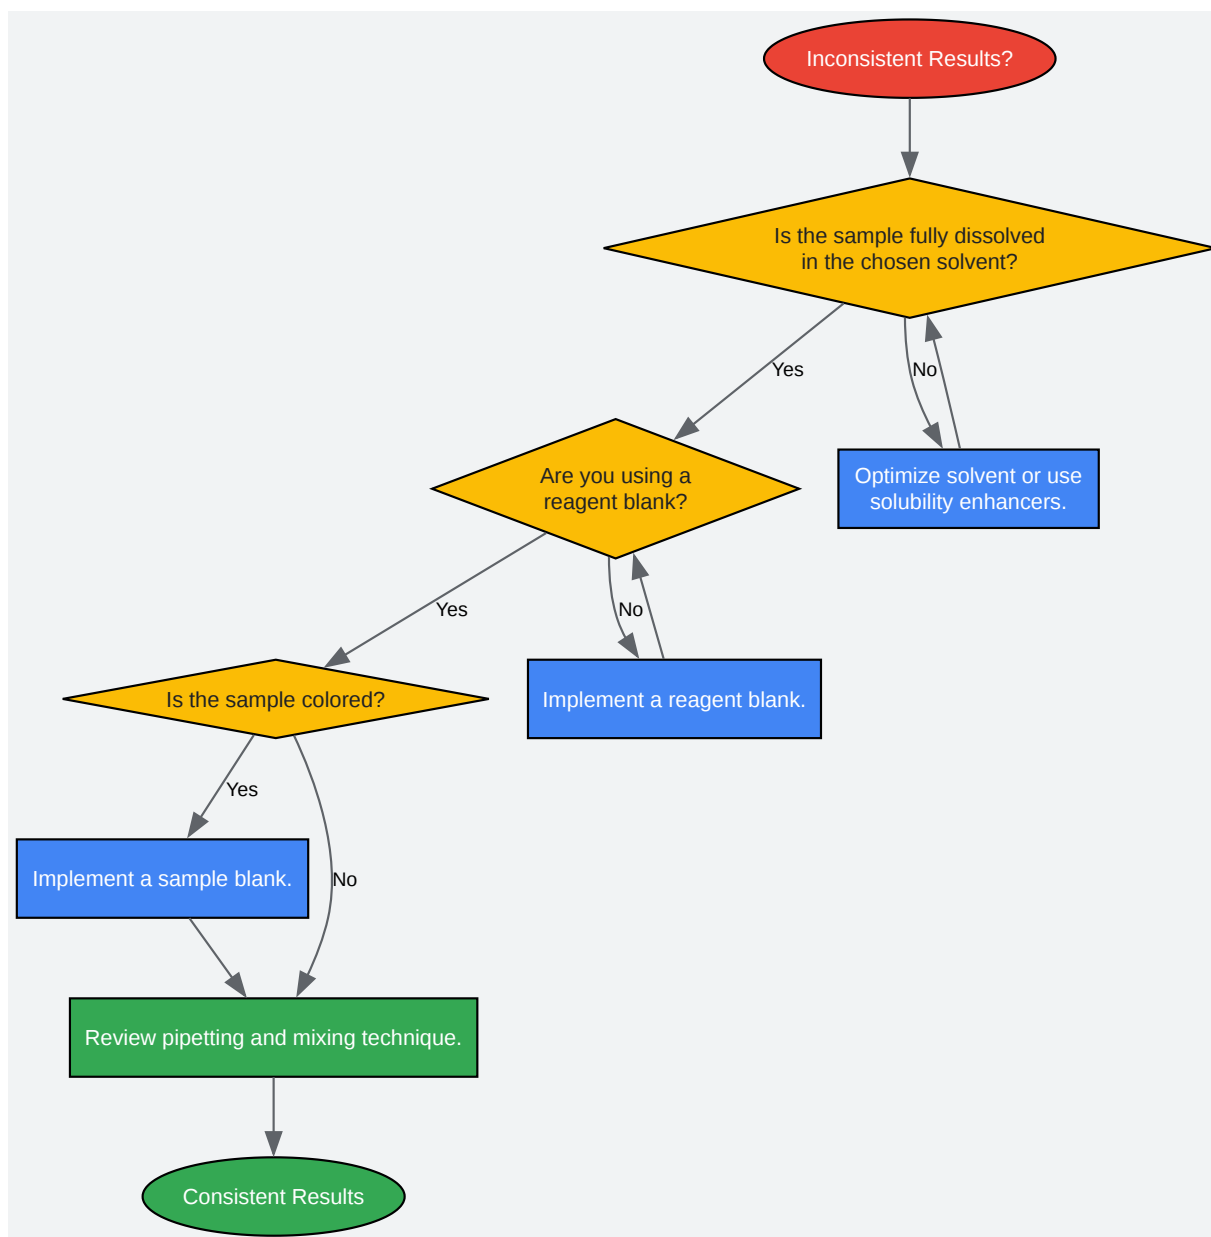 Inconsistent Results?
Is the sample fully dissolved
in the chosen solvent?
Yes
No
Are you using a
reagent blank?
Optimize solvent or use
solubility enhancers.
Yes
No
Is the sample colored?
Implement a reagent blank.
Yes
Implement a sample blank.
No
Review pipetting and mixing technique.
Consistent Results